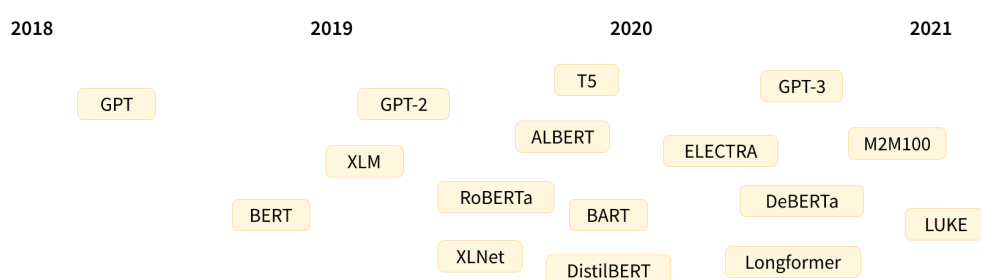 2018
2019
2020
2021
T5
GPT-3
GPT
GPT-2
ALBERT
M2M100
ELECTRA
XLM
RoBERTa
DeBERTa
BERT
BART
LUKE
XLNet
Longformer
DistilBERT